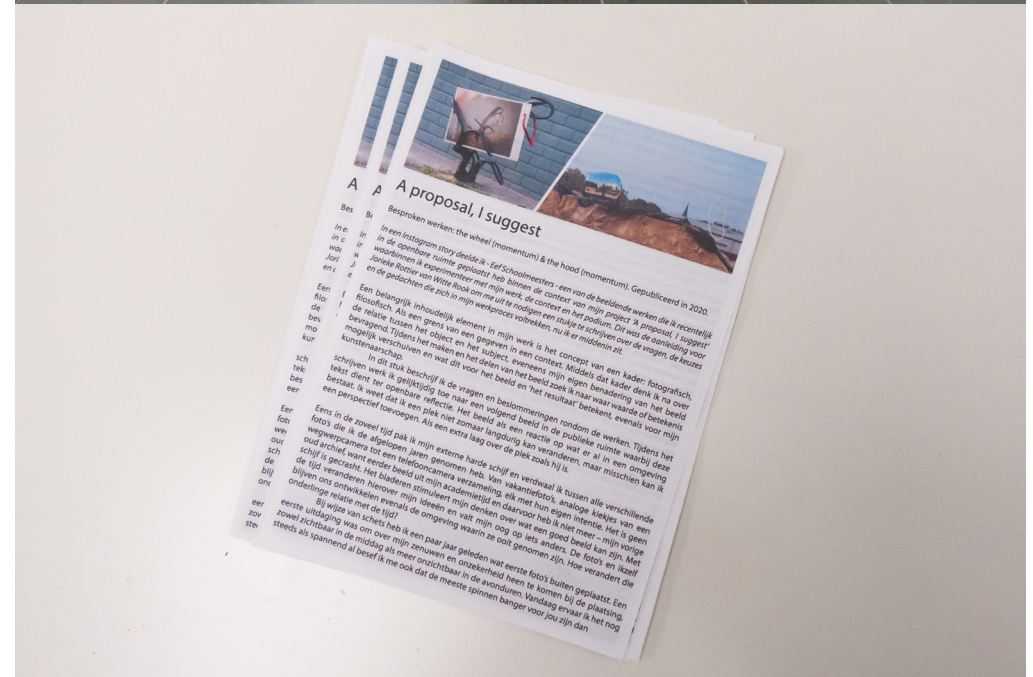 A proposal, I suggest
Besproken werken: the wheel (momentum) & the hood (momentum). Gepubliceerd in 2020.
In een Instagram story deelde ik - Eef Schoolmeesters - een van de beeldende werken die ik recentelijk
in de openbare ruimte geplaatst heb binnen de context van mijn project 'A proposal, I suggest'
waarbinnen ik experimenteer met mijn werk, de context en het podium. Dit was de aanleiding voor
Jorieke Rottier van Witte Rook om me uit te nodigen een stukje te schrijven over de vragen, de keuzes
en de gedachten die zich in mijn werkproces voltrekken, nu ik er middenin zit.
Een belangrijk inhoudelijk element in mijn werk is het concept van een kader: fotografisch,
filosofisch. Als een grens van een gegeven in een context. Middels dat kader denk ik na over
de relatie tussen het object en het subject, eveneens mijn eigen benadering van het beeld
bevragend. Tijdens het maken en het delen van het beeld zoek ik naar waar waarde of betekenis
mogelijk verschuiven en wat dit voor het beeld en 'het resultaat' betekent, evenals voor mijn
kunstenaarschap.
In dit stuk beschrijf ik de vragen en beslommeringen rondom de werken. Tijdens het
schrijven werk ik gelijktijdig toe naar een volgend beeld in de publieke ruimte waarbij deze
tekst dient ter openbare reflectie. Het beeld als een reactie op wat er al in een omgeving
bestaat. Ik weet dat ik een plek niet zomaar langdurig kan veranderen, maar misschien kan ik
een perspectief toevoegen. Als een extra laag over de plek zoals hij is.
Eens in de zoveel tijd pak ik mijn externe harde schijf en verdwaal ik tussen alle verschillende
foto's die ik de afgelopen jaren genomen heb. Van vakantiefoto's, analoge kiekjes van een
wegwerpcamera tot een telefooncamera verzameling, elk met hun eigen intentie. Het is geen
oud archief, want eerder beeld uit mijn academietijd en daarvoor heb ik niet meer – mijn vorige
schijf is gecrasht. Het bladeren stimuleert mijn denken over wat een goed beeld kan zijn. Met
de tijd veranderen hierover mijn ideeën en valt mijn oog op iets anders. De foto's en ikzelf
blijven ons ontwikkelen evenals de omgeving waarin ze ooit genomen zijn. Hoe verandert die
onderlinge relatie met de tijd?
Bij wijze van schets heb ik een paar jaar geleden wat eerste foto's buiten geplaatst. Een
eerste uitdaging was om over mijn zenuwen en onzekerheid heen te komen bij de plaatsing,
zowel zichtbaar in de middag als meer onzichtbaar in de avonduren. Vandaag ervaar ik het nog
steeds als spannend al besef ik me ook dat de meeste spinnen banger voor jou zijn dan